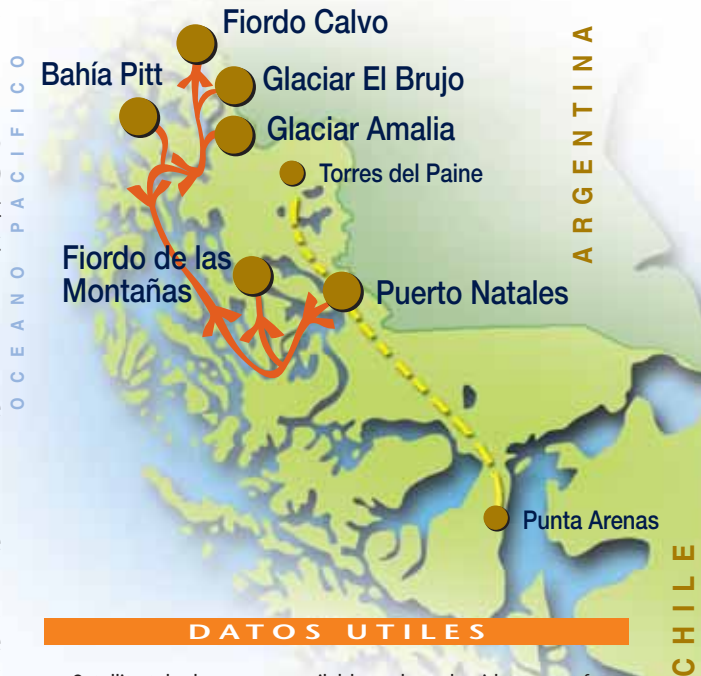 Fiordo Calvo
Bahía Pitt
Glaciar El Brujo
Glaciar Amalia
Torres del Paine
Fiordo de las
Montañas
Puerto Natales
Punta Arenas
OCEANO PACIFICO
ARGENTINA
CHILE
DATOS UTILES